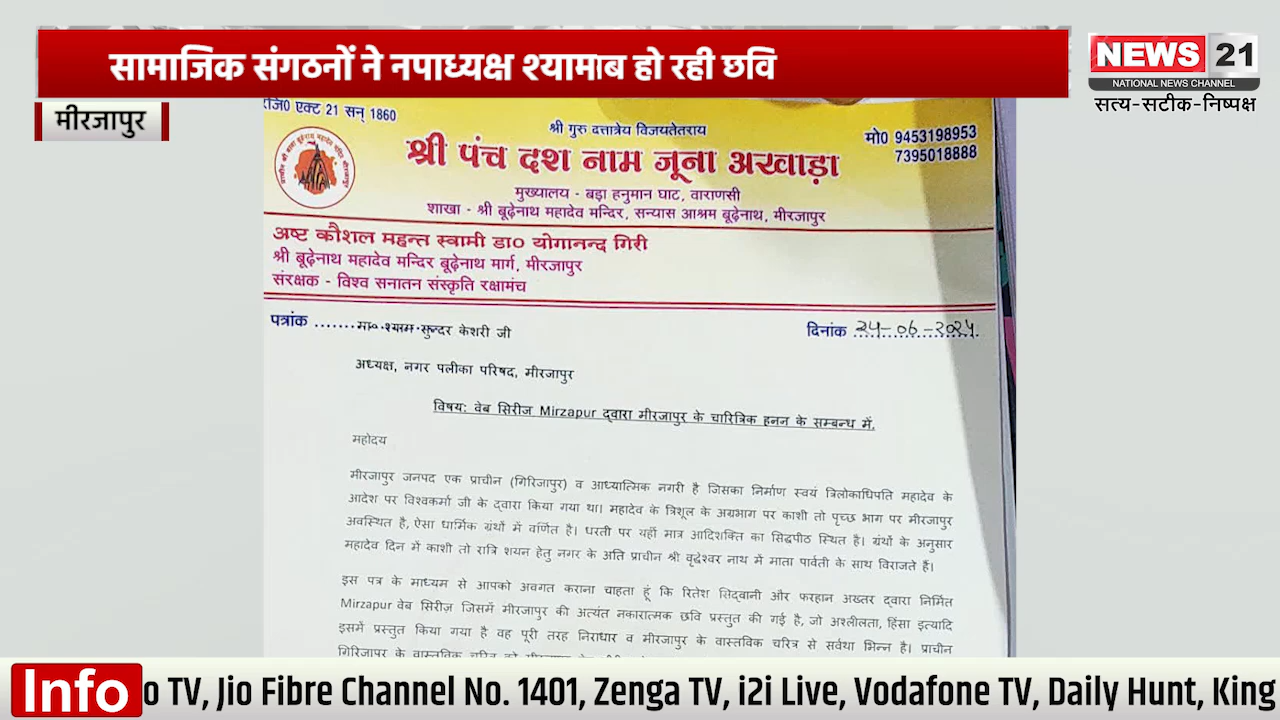 सामाजिक संगठनों ने नपाध्यक्ष श्यामाब हो रही छवि
NEWS 21
NATIONAL NEWS CHANNEL
सत्य-सटीक-निष्पक्ष
मीरजापुर
रजि0 एक्ट 21 सन् 1860
श्री गुरु दत्तात्रेय विजयतेतराय
मो0 9453198953
7395018888
श्री पंच दश नाम जूना अखाड़ा
मुख्यालय - बड़ा हनुमान घाट, वाराणसी
शाखा - श्री बूढ़ेनाथ महादेव मन्दिर, सन्यास आश्रम बूढ़ेनाथ, मीरजापुर
अष्ट कौशल महन्त स्वामी डा0 योगानन्द गिरी
श्री बूढ़ेनाथ महादेव मन्दिर बूढ़ेनाथ मार्ग, मीरजापुर
संरक्षक - विश्व सनातन संस्कृति रक्षामंच
पत्रांक .......मा०.श्याम.सुन्दर केशरी जी
दिनांक 24-06-2024
अध्यक्ष, नगर पलीका परिषद, मीरजापुर
विषय: वेब सिरीज Mirzapur द्वारा मीरजापुर के चारित्रिक हनन के सम्बन्ध में.
महोदय
मीरजापुर जनपद एक प्राचीन (गिरिजापुर) व आध्यात्मिक नगरी है जिसका निर्माण स्वयं त्रिलोकाधिपति महादेव के
आदेश पर विश्वकर्मा जी के द्वारा किया गया था। महादेव के त्रिशूल के अग्रभाग पर काशी तो पृच्छ भाग पर मीरजापुर
अवस्थित है, ऐसा धार्मिक ग्रंथों में वर्णित है। धरती पर यहीं मात्र आदिशक्ति का सिद्धपीठ स्थित है। ग्रंथों के अनुसार
महादेव दिन में काशी तो रात्रि शयन हेतु नगर के अति प्राचीन श्री वृद्धेश्वर नाथ में माता पार्वती के साथ विराजते हैं।
इस पत्र के माध्यम से आपको अवगत कराना चाहता हूं कि रितेश सिद्वानी और फरहान अख्तर द्वारा निर्मित
Mirzapur वेब सिरीज़ जिसमें मीरजापुर की अत्यंत नकारात्मक छवि प्रस्तुत की गई है, जो अश्लीलता, हिंसा इत्यादि
इसमें प्रस्तुत किया गया है वह पूरी तरह निराधार व मीरजापुर के वास्तविक चरित्र से सर्वथा भिन्न है। प्राचीन
गिरिजापुर के वास्तविक
Info
o TV, Jio Fibre Channel No. 1401, Zenga TV, i2i Live, Vodafone TV, Daily Hunt, King